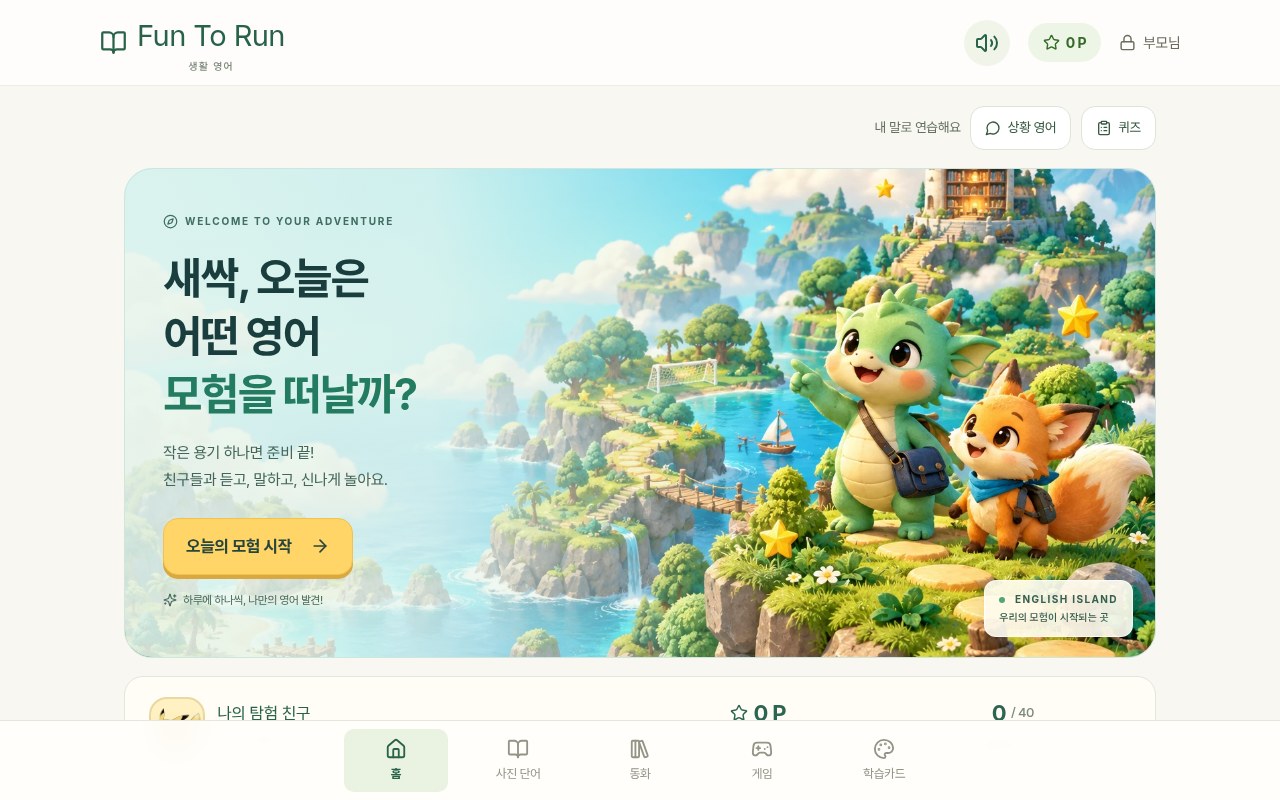 Fun To Run
생활 영어
0 P
부모님
내 말로 연습해요
상황 영어
퀴즈
WELCOME TO YOUR ADVENTURE
새싹, 오늘은
어떤 영어
모험을 떠날까?
작은 용기 하나면 준비 끝!
친구들과 듣고, 말하고, 신나게 놀아요.
오늘의 모험 시작
하루에 하나씩, 나만의 영어 발견!
ENGLISH ISLAND
우리의 모험이 시작되는 곳
나의 탐험 친구
0 P
0 / 40
홈
사진 단어
동화
게임
학습카드